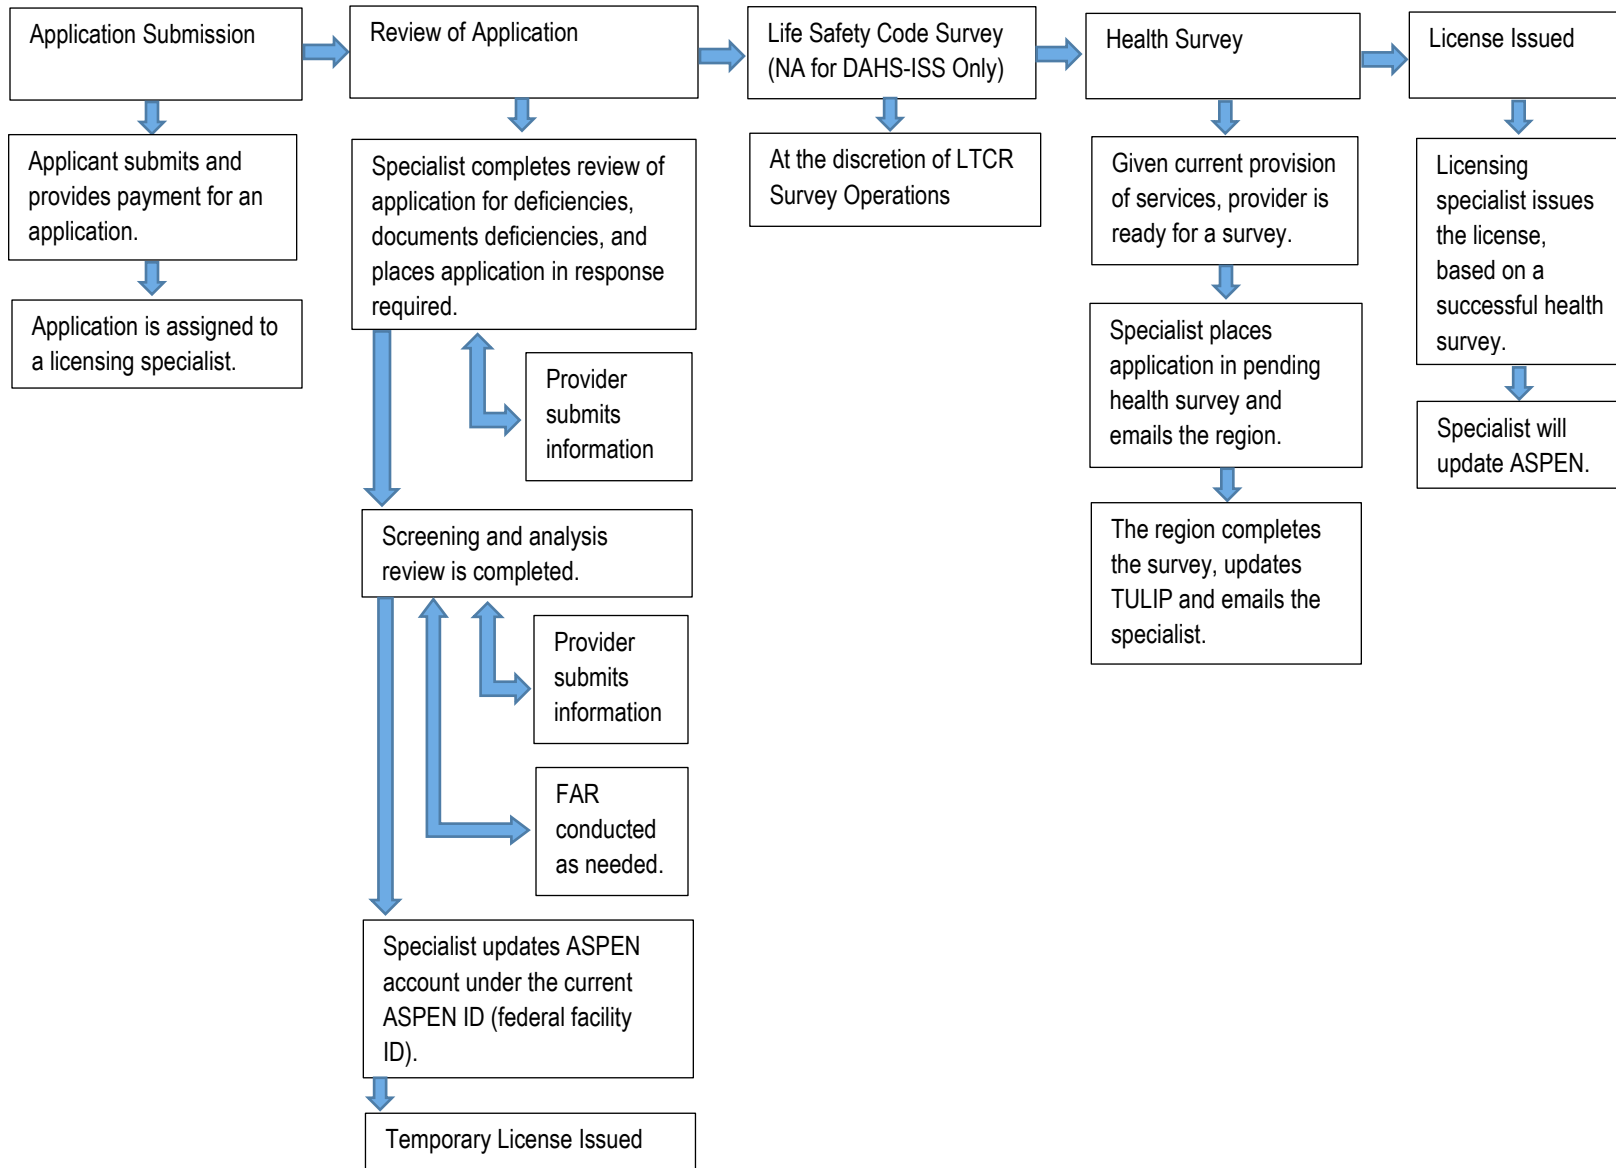 Application Submission
Review of Application
Life Safety Code Survey
(NA for DAHS-ISS Only)
Health Survey
License Issued
Applicant submits and
provides payment for an
application.
Application is assigned to
a licensing specialist.
Specialist completes review of
application for deficiencies,
documents deficiencies, and
places application in response
required.
Provider
submits
information
Screening and analysis
review is completed.
Provider
submits
information
FAR
conducted
as needed.
Specialist updates ASPEN
account under the current
ASPEN ID (federal facility
ID).
Temporary License Issued
At the discretion of LTCR
Survey Operations
Given current provision
of services, provider is
ready for a survey.
Specialist places
application in pending
health survey and
emails the region.
The region completes
the survey, updates
TULIP and emails the
specialist.
Licensing
specialist issues
the license,
based on a
successful health
survey.
Specialist will
update ASPEN.